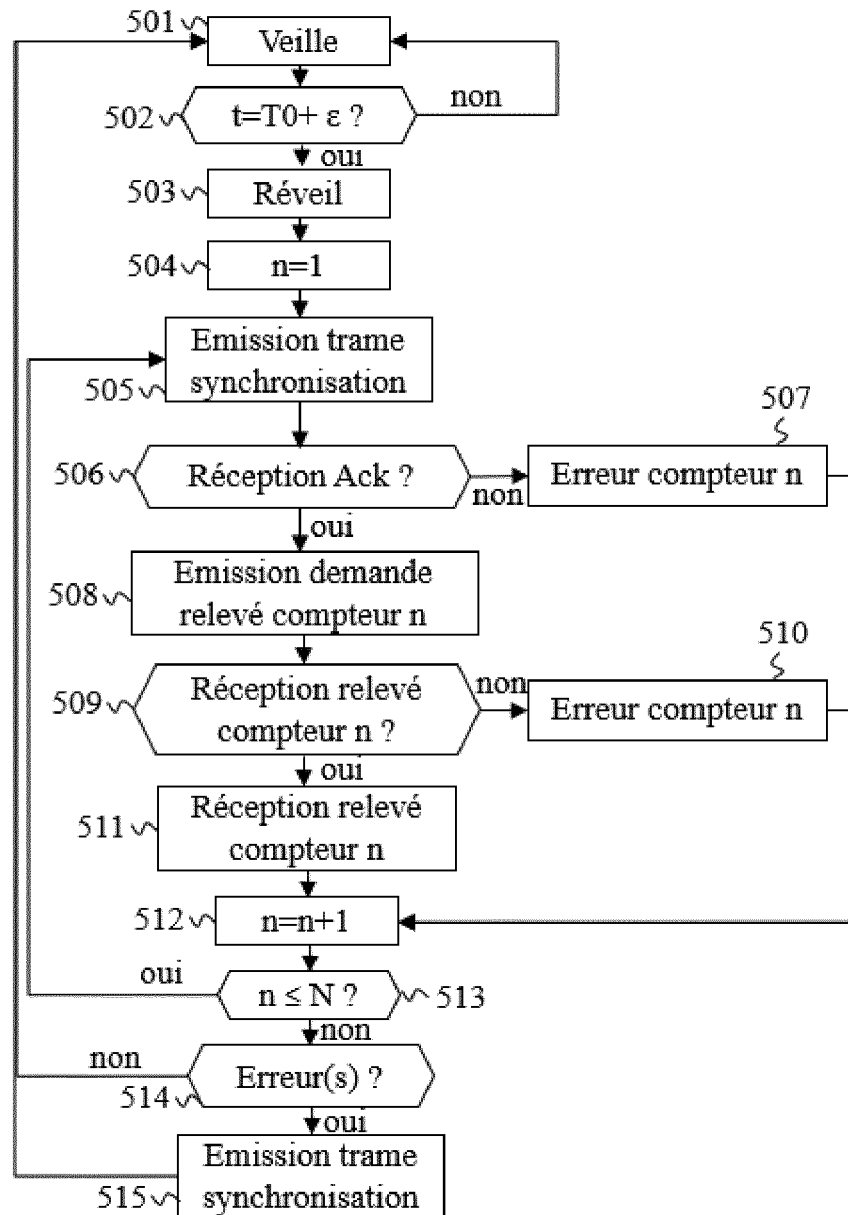 501
Veille
502
t=T0+ ε ?
non
oui
503
Réveil
504
n=1
Emission trame
synchronisation
505
507
506
Réception Ack ?
non
Erreur compteur n
oui
508
Emission demande
relevé compteur n
510
509
Réception relevé
compteur n ?
non
Erreur compteur n
oui
511
Réception relevé
compteur n
512
n=n+1
oui
n ≤ N ?
513
non
non
Erreur(s) ?
514
oui
Emission trame
synchronisation
515